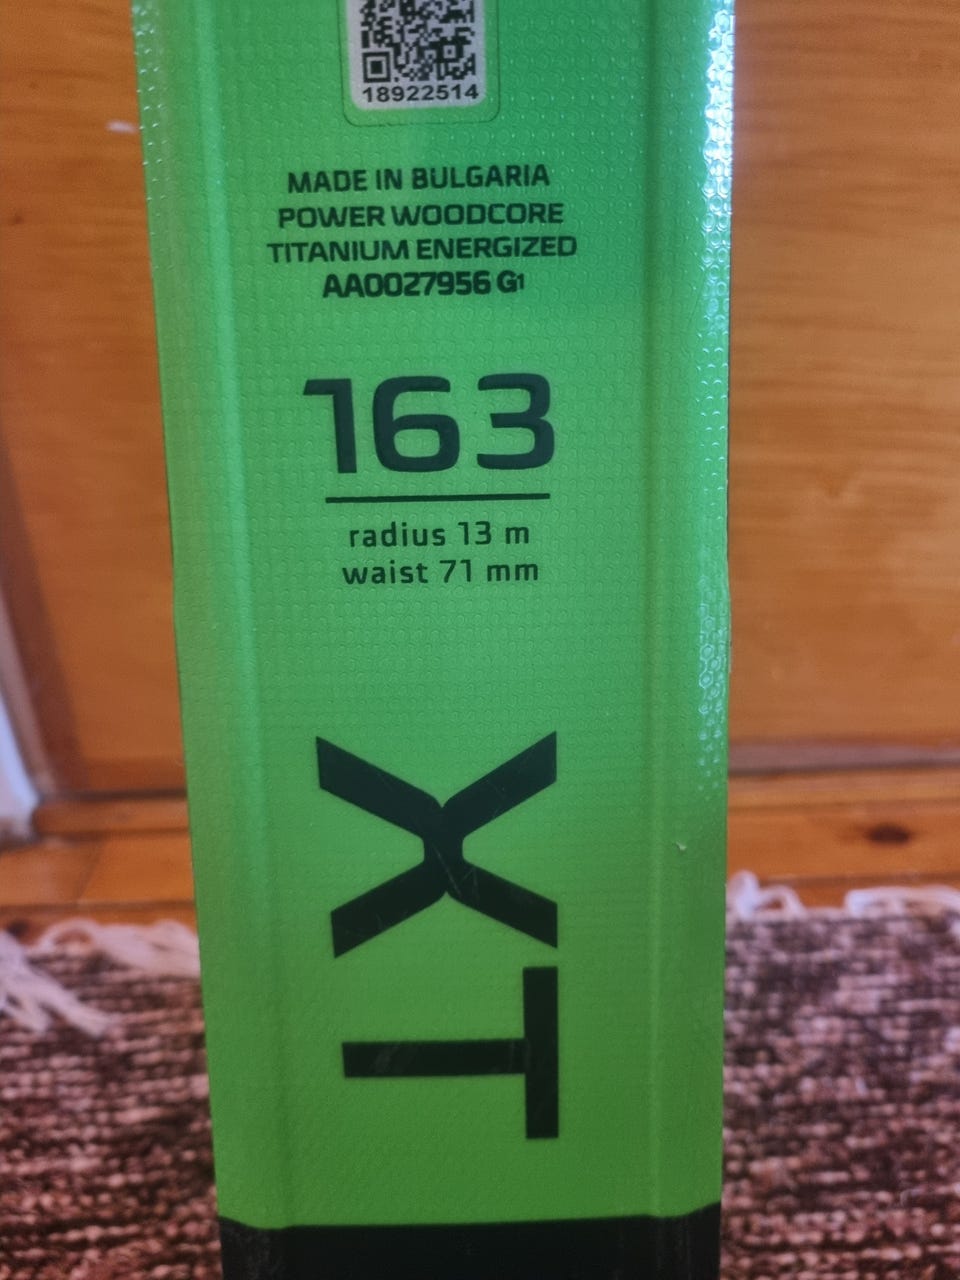 18922514
MADE IN BULGARIA
POWER WOODCORE
TITANIUM ENERGIZED
AA0027956 G1
163
radius 13 m
waist 71 mm
XT